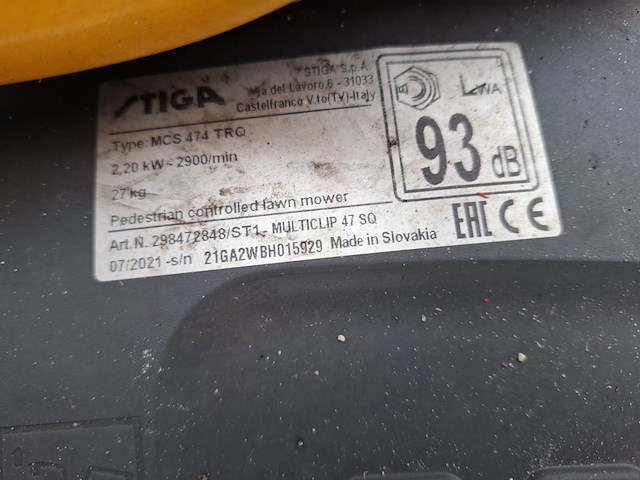 STIGA
STIGA S.p.A.
Via del Lavoro,6 - 31033
Castelfranco V.to(TV)-Italy
Type: MCS 474 TRQ
2,20 kW - 2900/min
27 kg
Pedestrian controlled lawn mower
Art.N. 298472848/ST1 - MULTICLIP 47 SQ
07/2021 -s/n 21GA2WBH015929 Made in Slovakia
LWA
93 dB
EAC CE